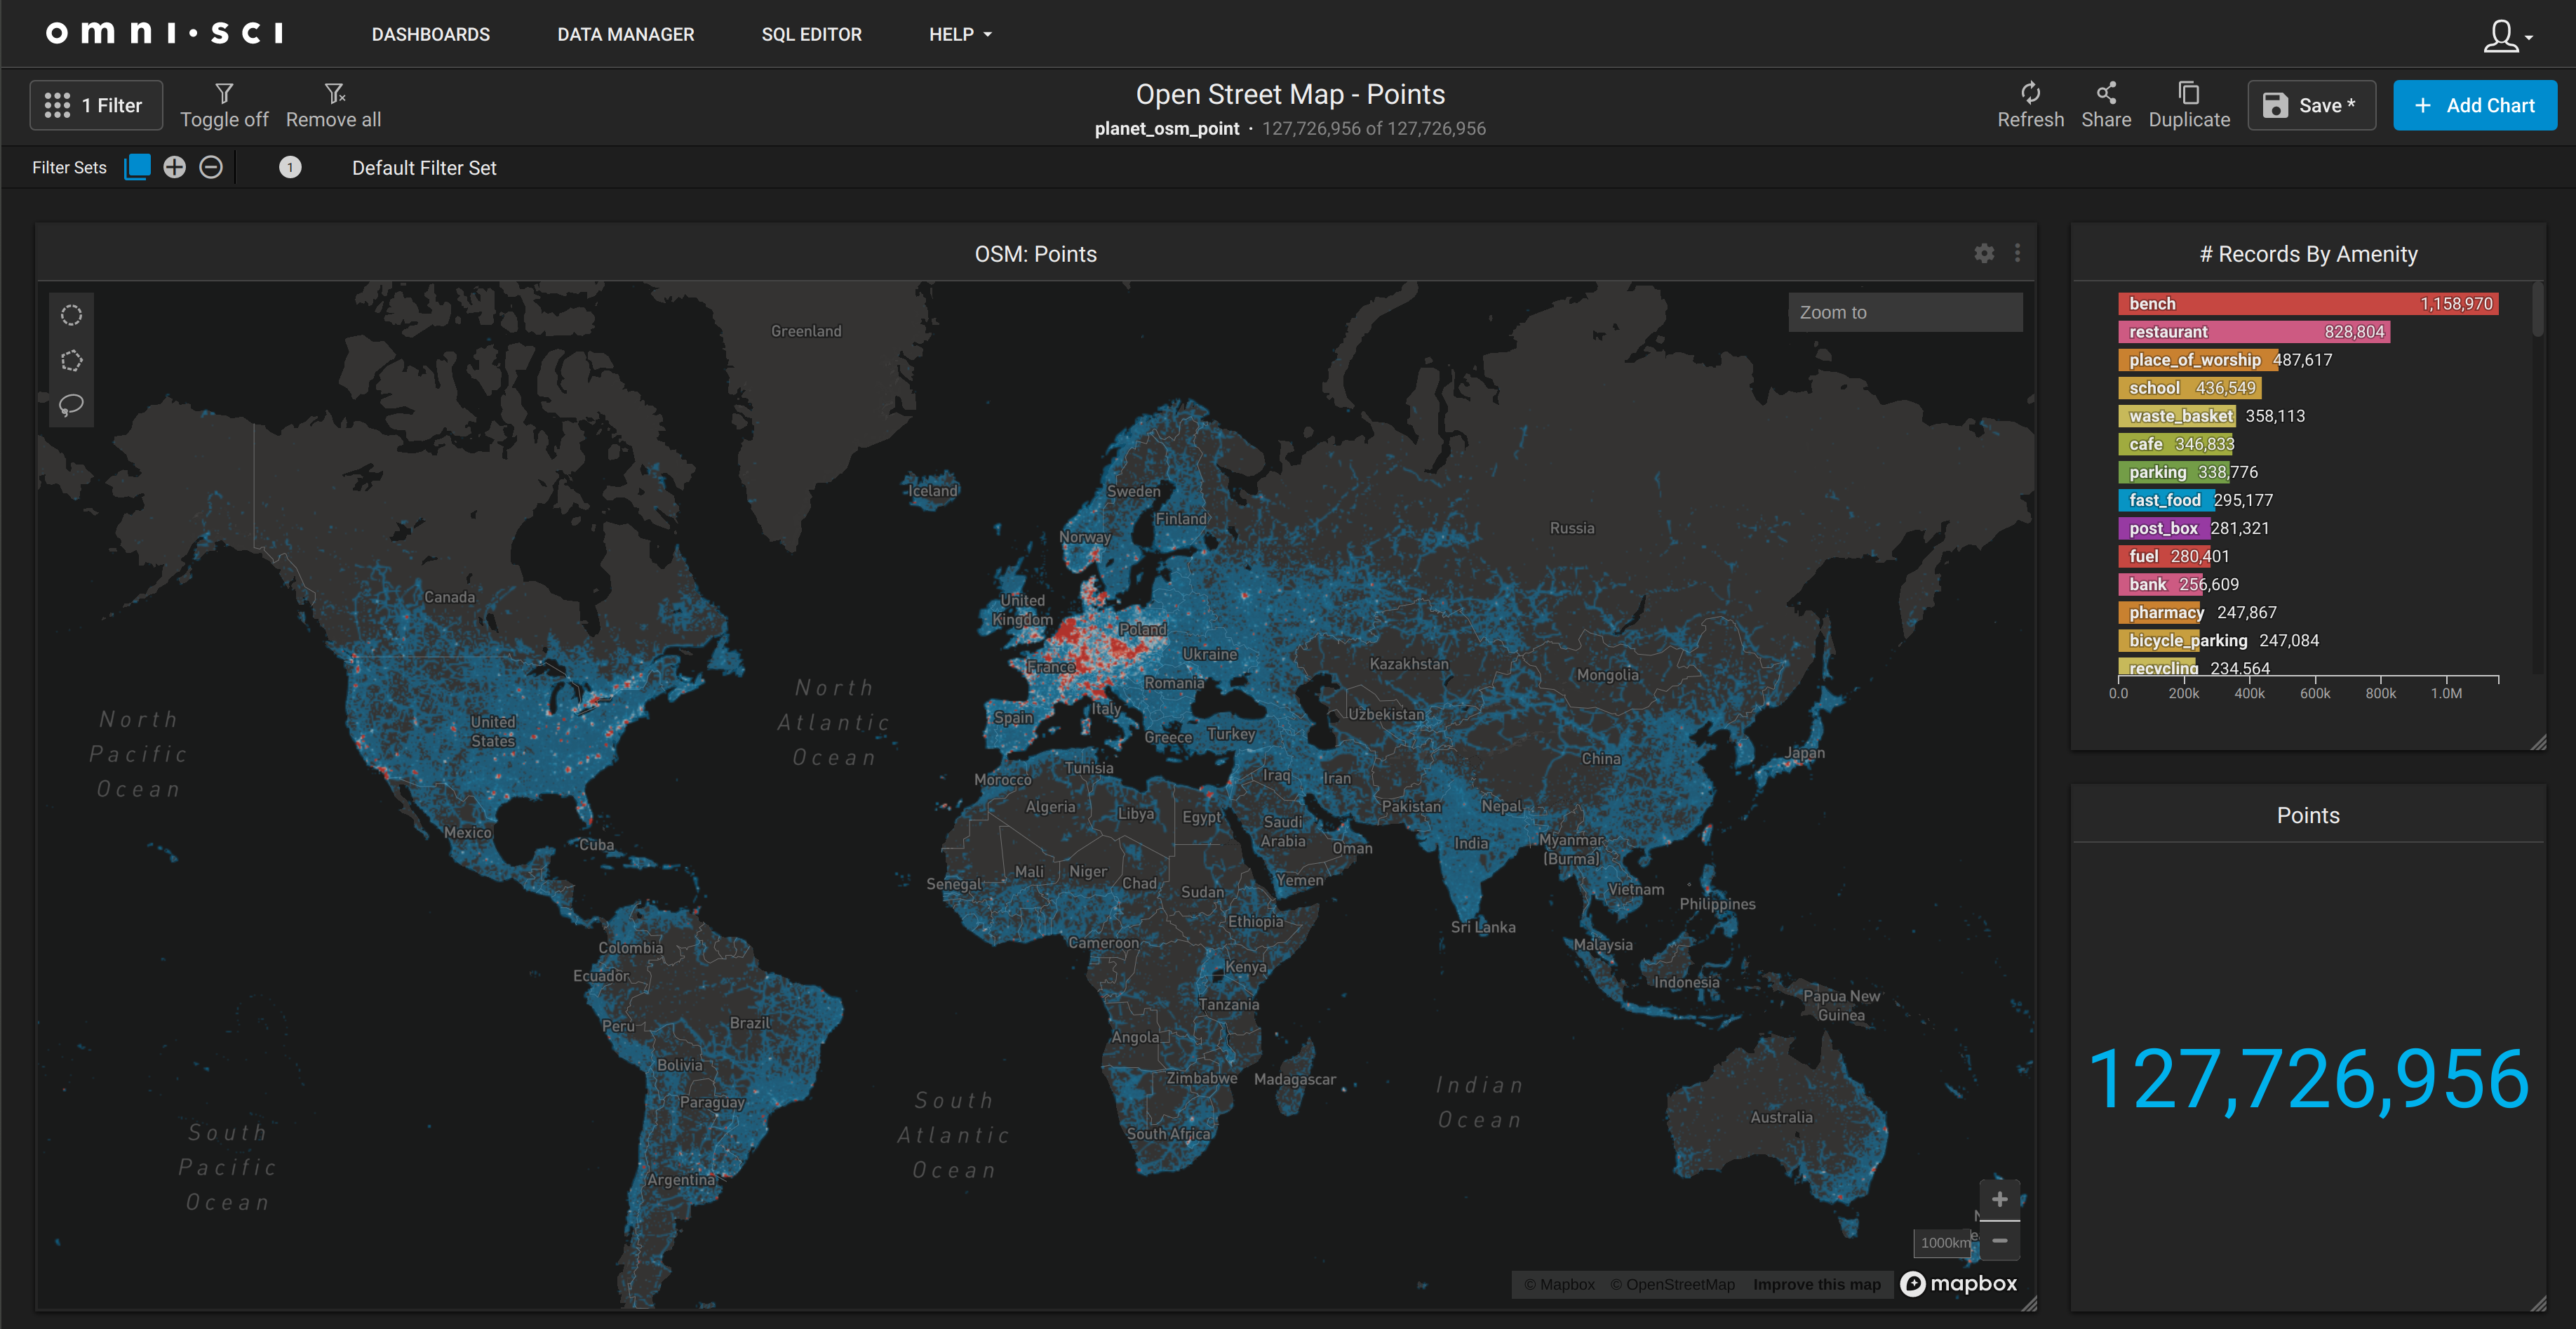 omni·sci
DASHBOARDS
DATA MANAGER
SQL EDITOR
HELP
1 Filter
Toggle off
Remove all
Open Street Map - Points
planet_osm_point · 127,726,956 of 127,726,956
Refresh
Share
Duplicate
Save *
+ Add Chart
Filter Sets
1
Default Filter Set
OSM: Points
Zoom to
Greenland
Iceland
Sweden
Finland
Norway
Russia
Canada
United
Kingdom
Poland
France
Ukraine
Kazakhstan
Mongolia
Romania
North
Atlantic
Ocean
North
Pacific
Ocean
United
States
Spain
Italy
Uzbekistan
Greece
Turkey
China
Japan
Morocco
Tunisia
Iraq
Iran
Algeria
Libya
Egypt
Pakistan
Nepal
Mexico
Cuba
Saudi
Arabia
Oman
India
Myanmar
(Burma)
Senegal
Mali
Niger
Chad
Sudan
Yemen
Vietnam
Philippines
Ethiopia
Sri Lanka
Colombia
Cameroon
Malaysia
Ecuador
Kenya
Indonesia
Papua New
Guinea
Tanzania
Peru
Brazil
Angola
Bolivia
Zimbabwe
Madagascar
Indian
Ocean
Paraguay
South
Atlantic
Ocean
Australia
South Africa
South
Pacific
Ocean
Argentina
+
−
1000km
© Mapbox © OpenStreetMap Improve this map
mapbox
# Records By Amenity
bench 1,158,970
restaurant 828,804
place_of_worship 487,617
school 436,549
waste_basket 358,113
cafe 346,833
parking 338,776
fast_food 295,177
post_box 281,321
fuel 280,401
bank 256,609
pharmacy 247,867
bicycle_parking 247,084
recycling 234,564
0.0 200k 400k 600k 800k 1.0M
Points
127,726,956